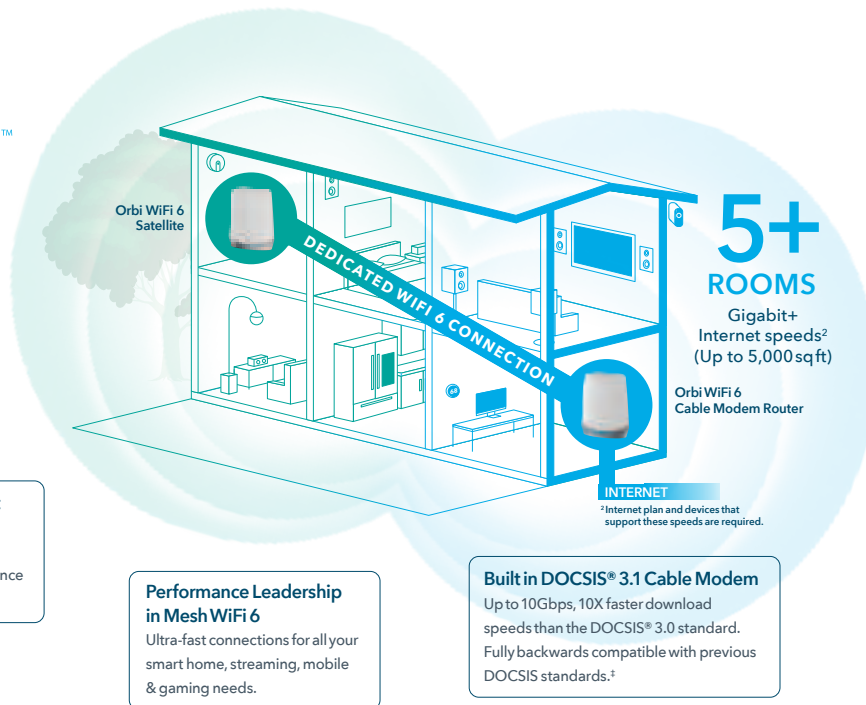 ™
Orbi WiFi 6
Satellite
DEDICATED WIFI 6 CONNECTION
5+
ROOMS
Gigabit+
Internet speeds²
(Up to 5,000 sq ft)
Orbi WiFi 6
Cable Modem Router
68
INTERNET
² Internet plan and devices that
support these speeds are required.
Performance Leadership
in Mesh WiFi 6
Ultra-fast connections for all your
smart home, streaming, mobile
& gaming needs.
Built in DOCSIS® 3.1 Cable Modem
Up to 10Gbps, 10X faster download
speeds than the DOCSIS® 3.0 standard.
Fully backwards compatible with previous
DOCSIS standards.‡